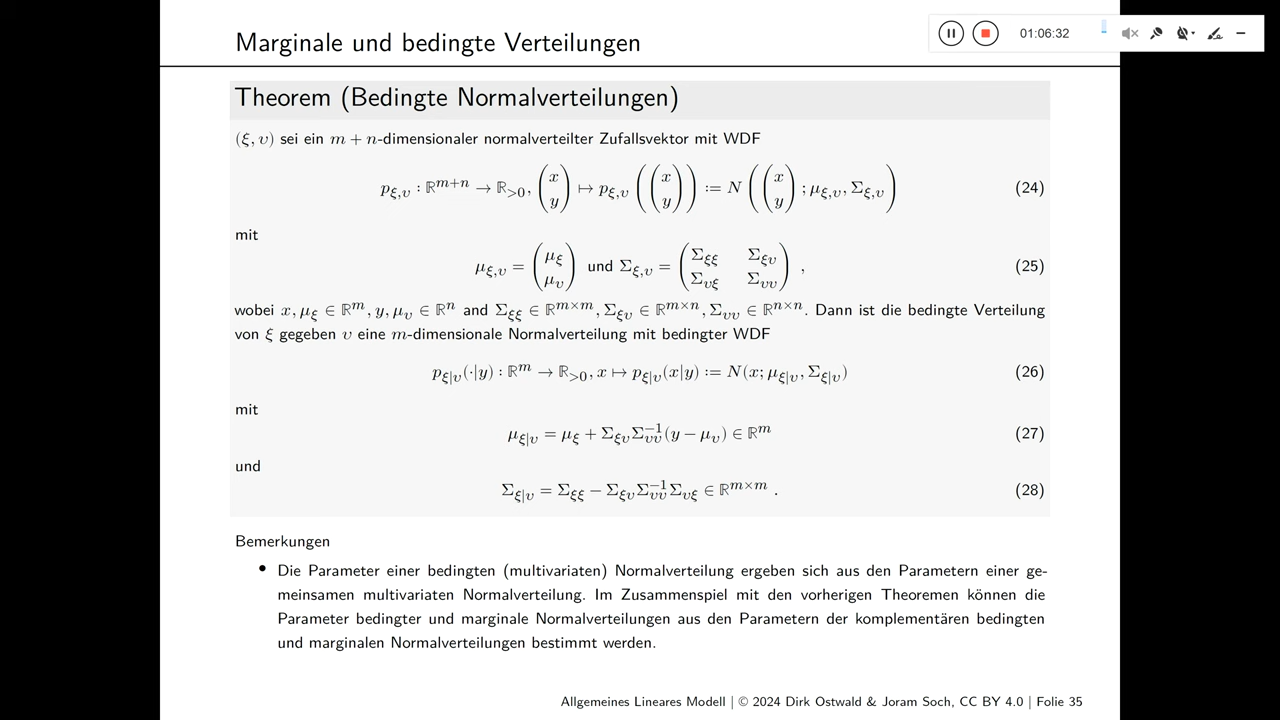 Marginale und bedingte Verteilungen
01:06:32
Theorem (Bedingte Normalverteilungen)
(ξ, υ) sei ein m + n-dimensionaler normalverteilter Zufallsvektor mit WDF
p_{ξ,υ} : ℝ^{m+n} → ℝ_{>0}, (x y) ↦ p_{ξ,υ}((x y)) := N((x y); μ_{ξ,υ}, Σ_{ξ,υ}) (24)
mit
μ_{ξ,υ} = (μ_ξ μ_υ) und Σ_{ξ,υ} = (Σ_{ξξ} Σ_{ξυ} Σ_{υξ} Σ_{υυ}) , (25)
wobei x, μ_ξ ∈ ℝ^m, y, μ_υ ∈ ℝ^n and Σ_{ξξ} ∈ ℝ^{m×m}, Σ_{ξυ} ∈ ℝ^{m×n}, Σ_{υυ} ∈ ℝ^{n×n}. Dann ist die bedingte Verteilung
von ξ gegeben υ eine m-dimensionale Normalverteilung mit bedingter WDF
p_{ξ|υ}(·|y) : ℝ^m → ℝ_{>0}, x ↦ p_{ξ|υ}(x|y) := N(x; μ_{ξ|υ}, Σ_{ξ|υ}) (26)
mit
μ_{ξ|υ} = μ_ξ + Σ_{ξυ}Σ_{υυ}^{−1}(y − μ_υ) ∈ ℝ^m (27)
und
Σ_{ξ|υ} = Σ_{ξξ} − Σ_{ξυ}Σ_{υυ}^{−1}Σ_{υξ} ∈ ℝ^{m×m} . (28)
Bemerkungen
• Die Parameter einer bedingten (multivariaten) Normalverteilung ergeben sich aus den Parametern einer ge-
meinsamen multivariaten Normalverteilung. Im Zusammenspiel mit den vorherigen Theoremen können die
Parameter bedingter und marginale Normalverteilungen aus den Parametern der komplementären bedingten
und marginalen Normalverteilungen bestimmt werden.
Allgemeines Lineares Modell | © 2024 Dirk Ostwald & Joram Soch, CC BY 4.0 | Folie 35